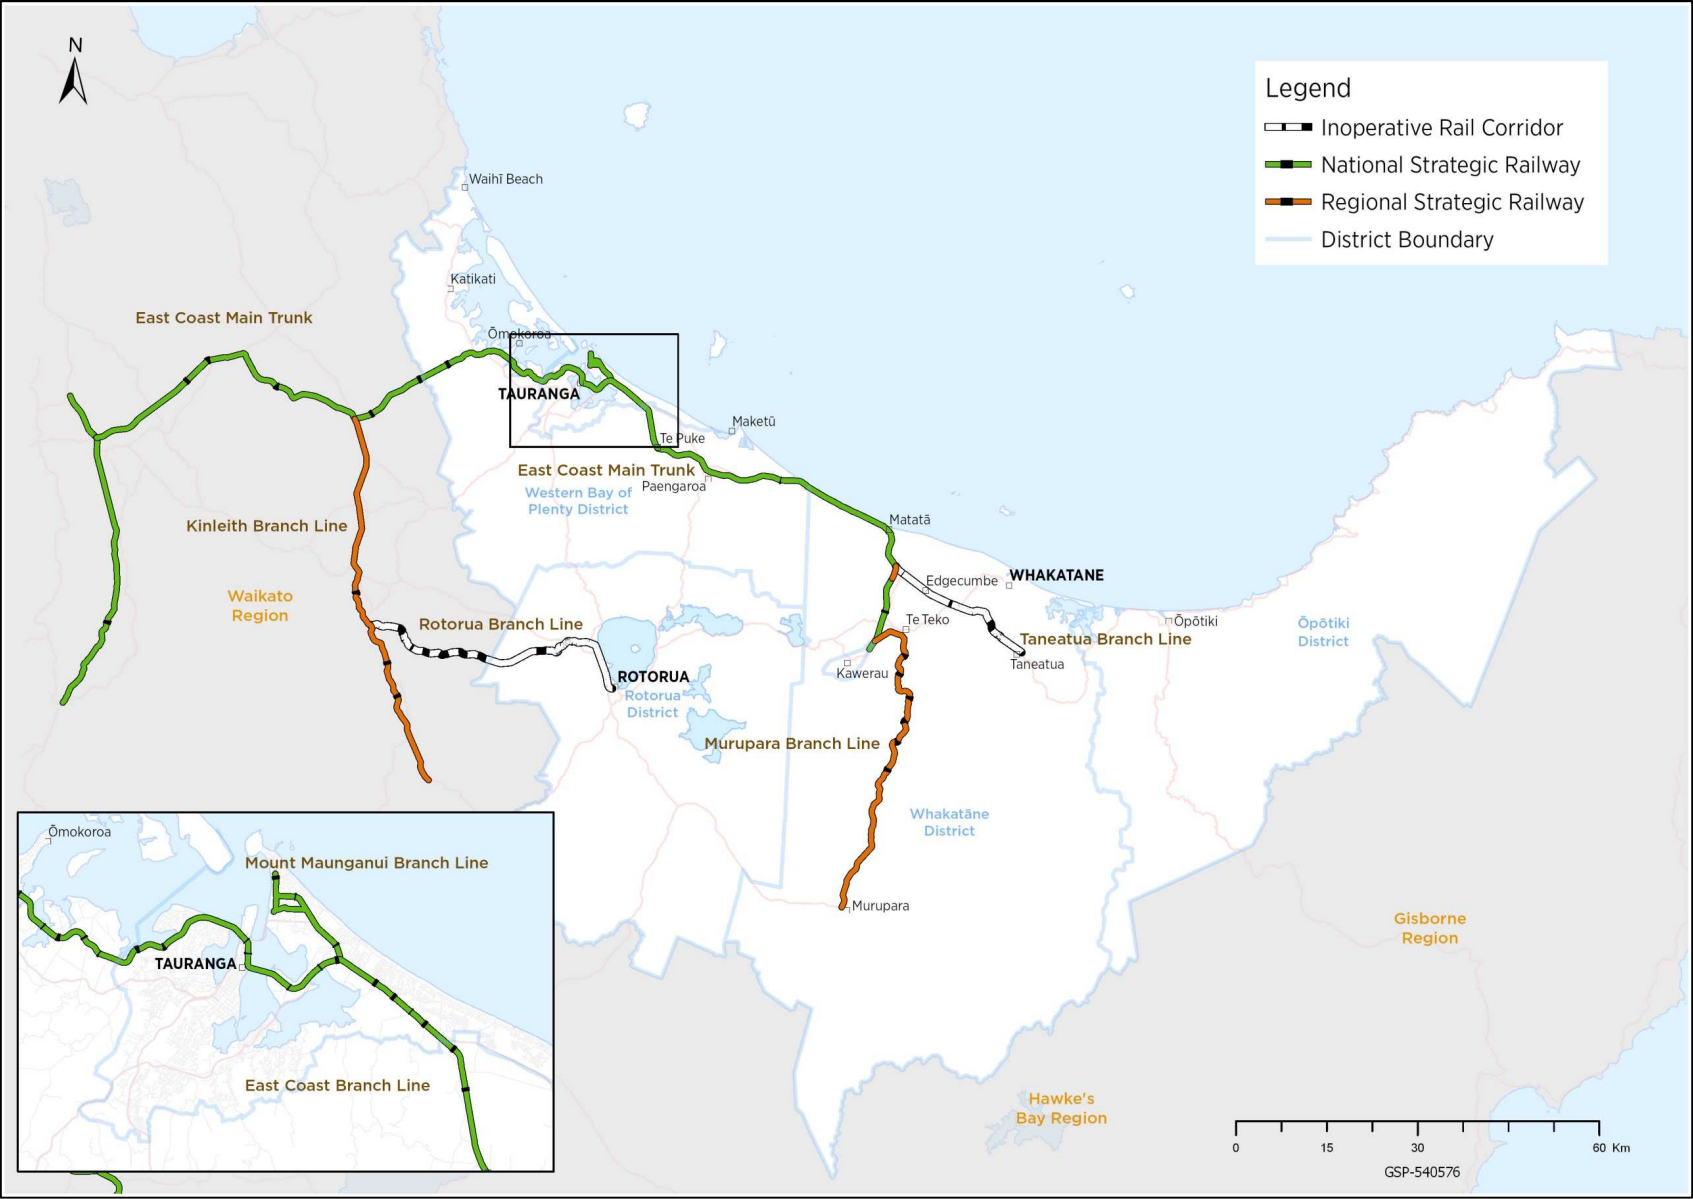 N
Legend
Inoperative Rail Corridor
National Strategic Railway
Regional Strategic Railway
District Boundary
Waihī Beach
Katikati
East Coast Main Trunk
Ōmokoroa
TAURANGA
Maketū
Te Puke
East Coast Main Trunk
Paengaroa
Western Bay of
Plenty District
Kinleith Branch Line
Matatā
Edgecumbe
WHAKATANE
Waikato
Region
Rotorua Branch Line
Te Teko
Ōpōtiki
Ōpōtiki
District
Taneatua Branch Line
Taneatua
Kawerau
ROTORUA
Rotorua
District
Murupara Branch Line
Whakatāne
District
Murupara
Ōmokoroa
Mount Maunganui Branch Line
TAURANGA
East Coast Branch Line
Gisborne
Region
Hawke's
Bay Region
0 15 30 60 Km
GSP-540576